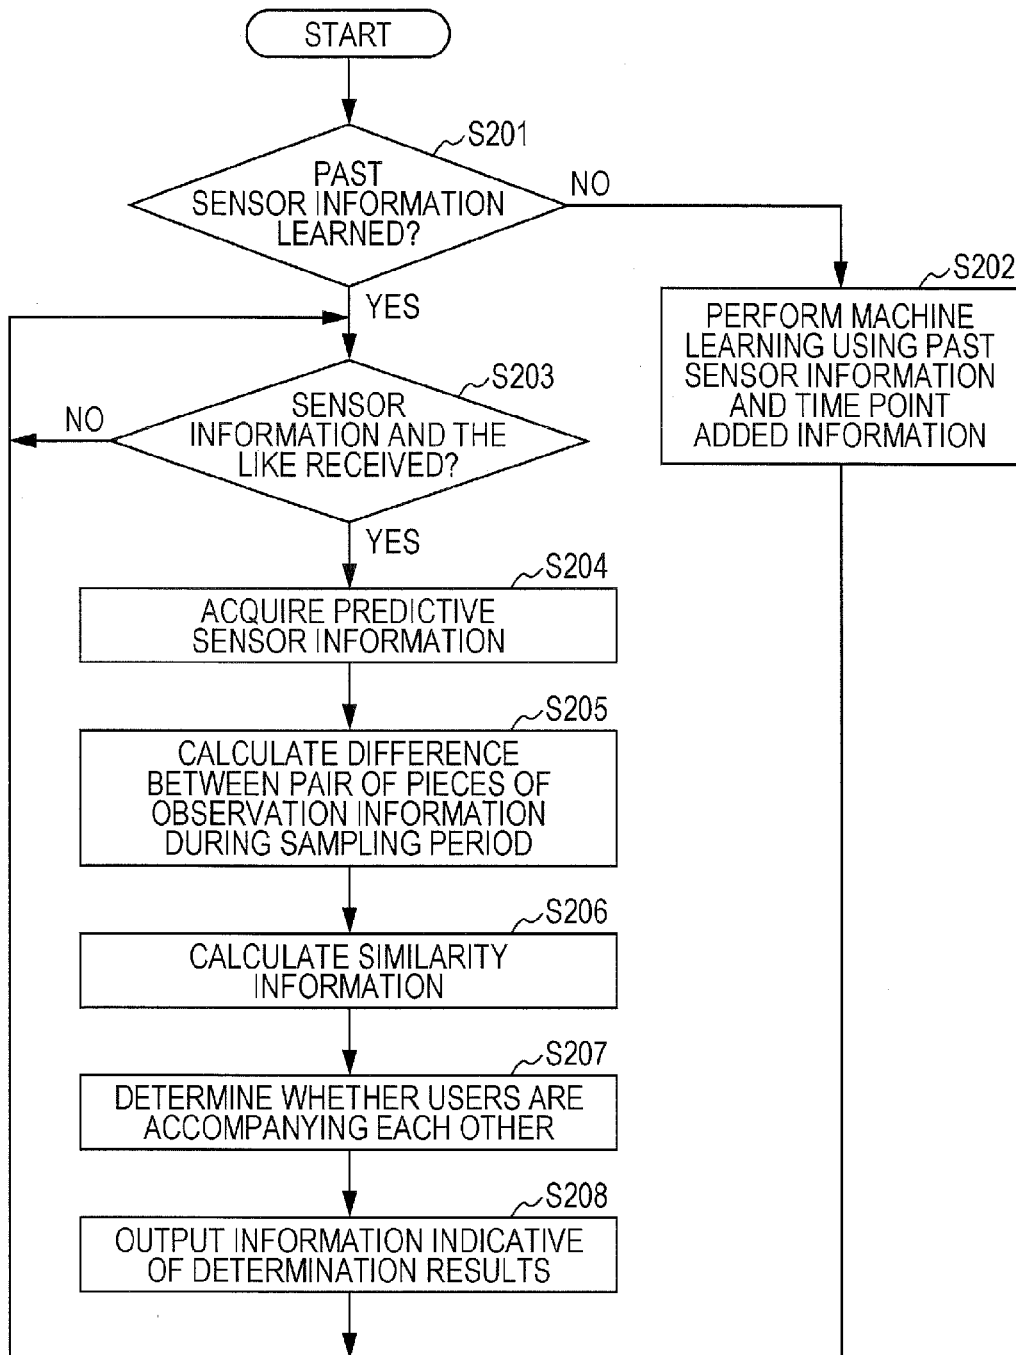 START
S201
PAST
SENSOR INFORMATION
LEARNED?
NO
YES
S202
PERFORM MACHINE
LEARNING USING PAST
SENSOR INFORMATION
AND TIME POINT
ADDED INFORMATION
S203
SENSOR
INFORMATION AND THE
LIKE RECEIVED?
NO
YES
S204
ACQUIRE PREDICTIVE
SENSOR INFORMATION
S205
CALCULATE DIFFERENCE
BETWEEN PAIR OF PIECES OF
OBSERVATION INFORMATION
DURING SAMPLING PERIOD
S206
CALCULATE SIMILARITY
INFORMATION
S207
DETERMINE WHETHER USERS ARE
ACCOMPANYING EACH OTHER
S208
OUTPUT INFORMATION INDICATIVE
OF DETERMINATION RESULTS